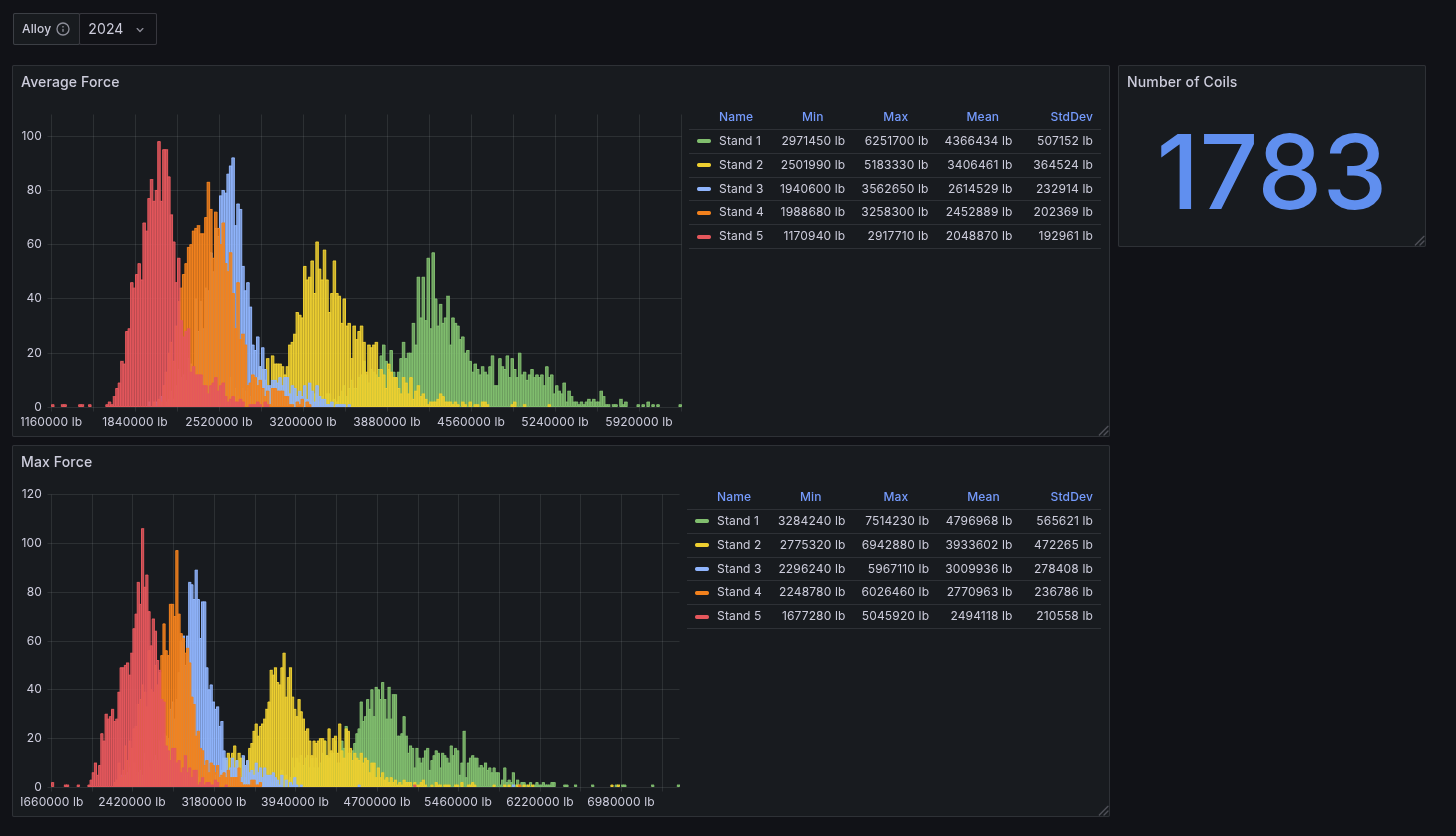 Alloy 2024
Average Force
Number of Coils
1783
100
80
60
40
20
0
1160000 lb 1840000 lb 2520000 lb 3200000 lb 3880000 lb 4560000 lb 5240000 lb 5920000 lb
Name Min Max Mean StdDev
Stand 1 2971450 lb 6251700 lb 4366434 lb 507152 lb
Stand 2 2501990 lb 5183330 lb 3406461 lb 364524 lb
Stand 3 1940600 lb 3562650 lb 2614529 lb 232914 lb
Stand 4 1988680 lb 3258300 lb 2452889 lb 202369 lb
Stand 5 1170940 lb 2917710 lb 2048870 lb 192961 lb
Max Force
120
100
80
60
40
20
0
1660000 lb 2420000 lb 3180000 lb 3940000 lb 4700000 lb 5460000 lb 6220000 lb 6980000 lb
Name Min Max Mean StdDev
Stand 1 3284240 lb 7514230 lb 4796968 lb 565621 lb
Stand 2 2775320 lb 6942880 lb 3933602 lb 472265 lb
Stand 3 2296240 lb 5967110 lb 3009936 lb 278408 lb
Stand 4 2248780 lb 6026460 lb 2770963 lb 236786 lb
Stand 5 1677280 lb 5045920 lb 2494118 lb 210558 lb